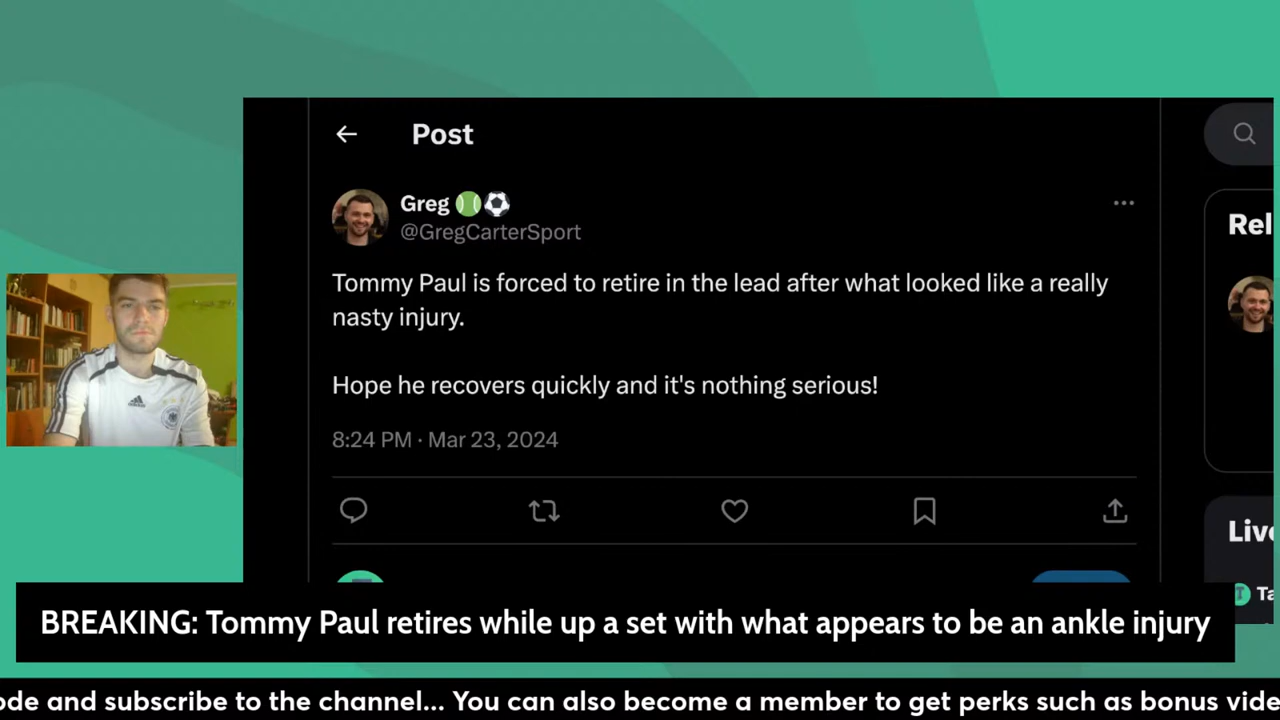 Post
Greg
@GregCarterSport
Tommy Paul is forced to retire in the lead after what looked like a really
nasty injury.
Hope he recovers quickly and it's nothing serious!
8:24 PM · Mar 23, 2024
Rel
Live
Ta
BREAKING: Tommy Paul retires while up a set with what appears to be an ankle injury
ode and subscribe to the channel... You can also become a member to get perks such as bonus vide